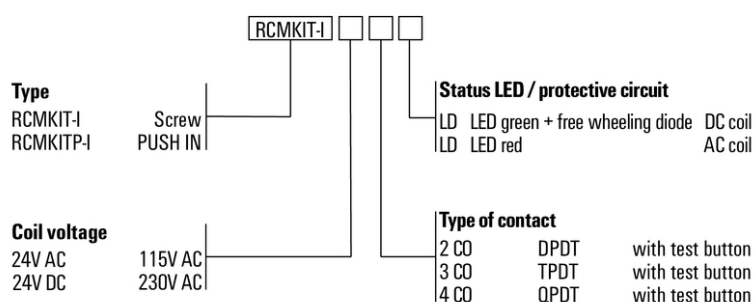 RCMKIT-I
Type
RCMKIT-I Screw
RCMKITP-I PUSH IN
Status LED / protective circuit
LD LED green + free wheeling diode DC coil
LD LED red AC coil
Coil voltage
24V AC 115V AC
24V DC 230V AC
Type of contact
2 CO DPDT with test button
3 CO TPDT with test button
4 CO QPDT with test button